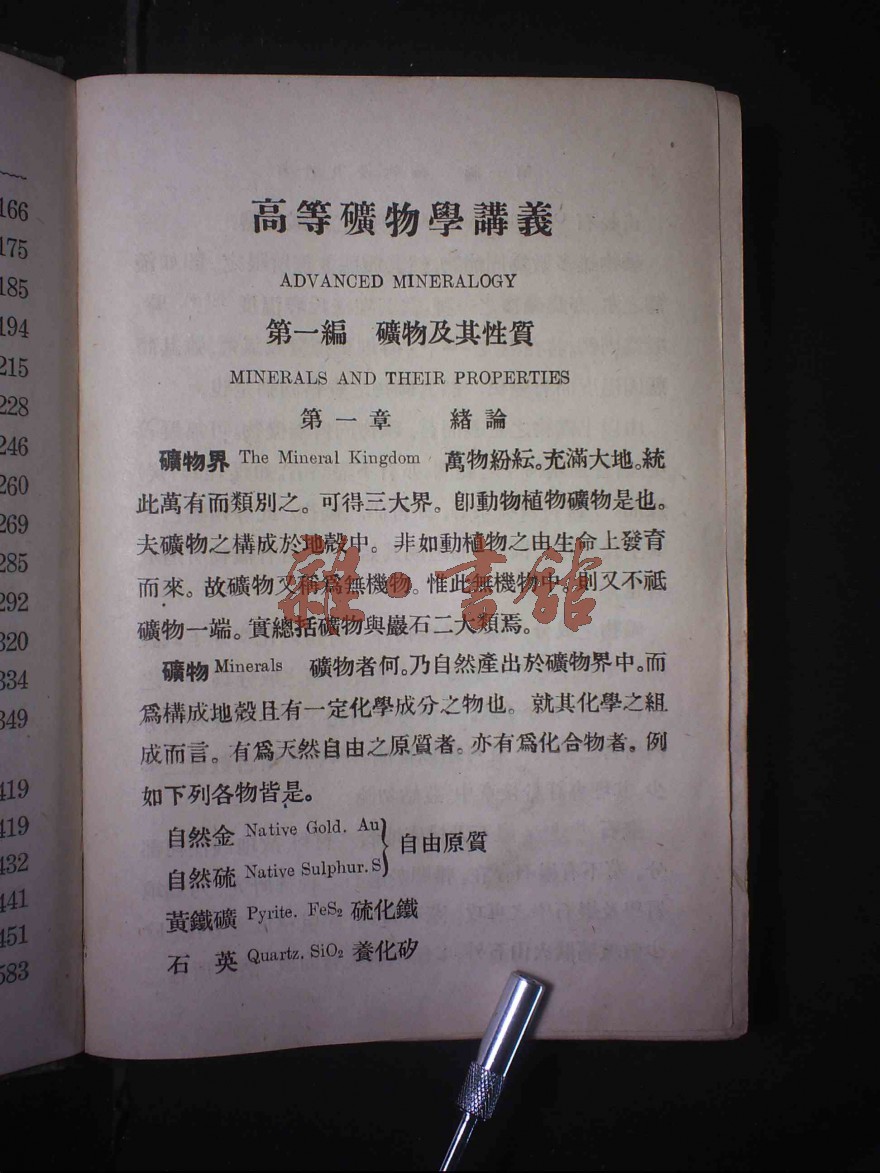 166
175
185
194
215
228
246
260
269
285
292
320
334
349
419
419
432
441
451
583
高等礦物學講義
ADVANCED MINERALOGY
第一編 礦物及其性質
MINERALS AND THEIR PROPERTIES
第一章 緒論
礦物界 The Mineral Kingdom 萬物紛紜。充滿大地。統
此萬有而類別之。可得三大界。卽動物植物礦物是也。
夫礦物之構成於地殼中。非如動植物之由生命上發育
而來。故礦物又稱爲無機物。惟此無機物中。則又不祇
礦物一端。實總括礦物與巖石二大類焉。
礦物 Minerals 礦物者何。乃自然產出於礦物界中。而
爲構成地殼且有一定化學成分之物也。就其化學之組
成而言。有爲天然自由之原質者。亦有爲化合物者。例
如下列各物皆是。
自然金 Native Gold. Au
自然硫 Native Sulphur. S
自由原質
黃鐵礦 Pyrite. FeS₂ 硫化鐵
石英 Quartz. SiO₂ 養化矽
雜·書館